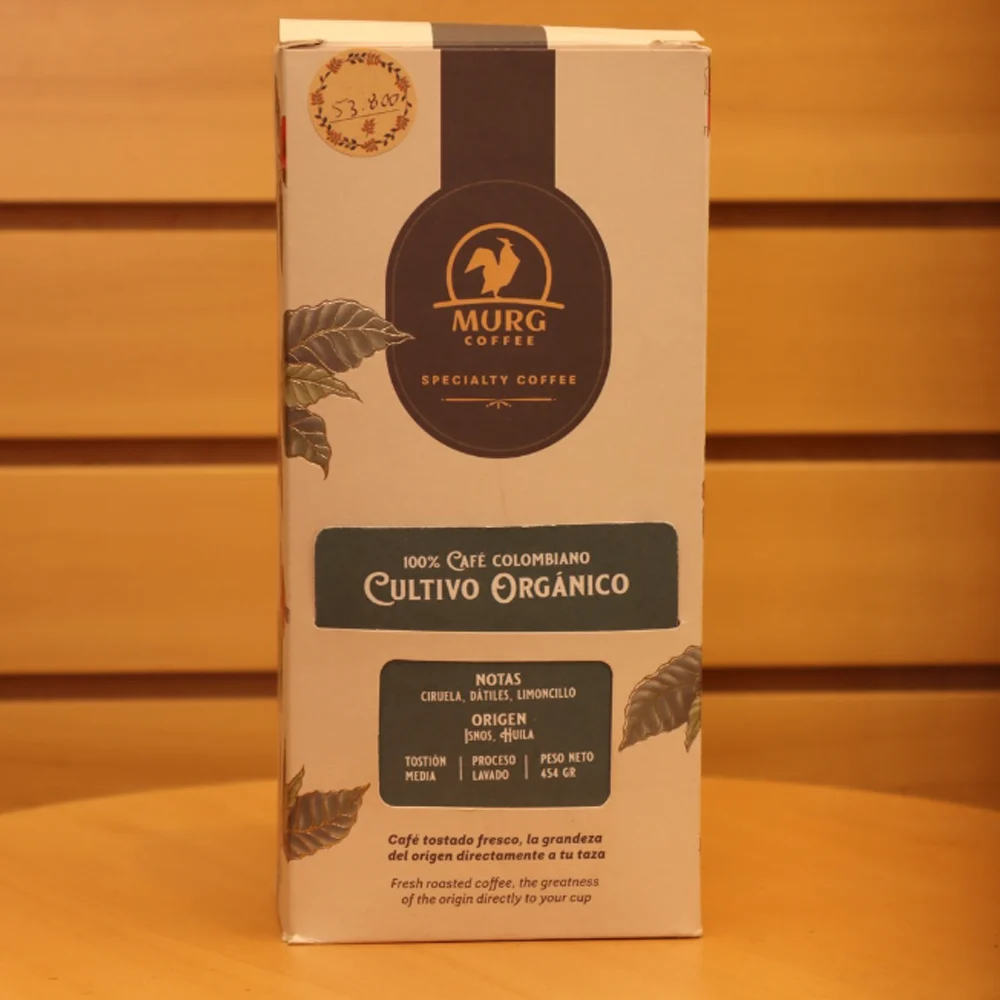 53.800
MURG
COFFEE
SPECIALTY COFFEE
100% CAFÉ COLOMBIANO
CULTIVO ORGÁNICO
NOTAS
CIRUELA, DÁTILES, LIMONCILLO
ORIGEN
ISNOS, HUILA
TOSTIÓN | PROCESO | PESO NETO
MEDIA | LAVADO | 454 GR
Café tostado fresco, la grandeza
del origen directamente a tu taza
Fresh roasted coffee, the greatness
of the origin directly to your cup